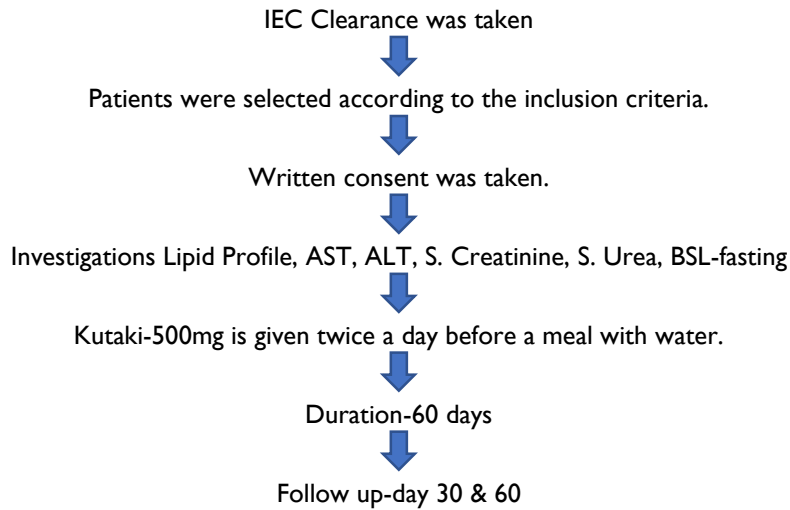 IEC Clearance was taken
Patients were selected according to the inclusion criteria.
Written consent was taken.
Investigations Lipid Profile, AST, ALT, S. Creatinine, S. Urea, BSL-fasting
Kutaki-500mg is given twice a day before a meal with water.
Duration-60 days
Follow up-day 30 & 60